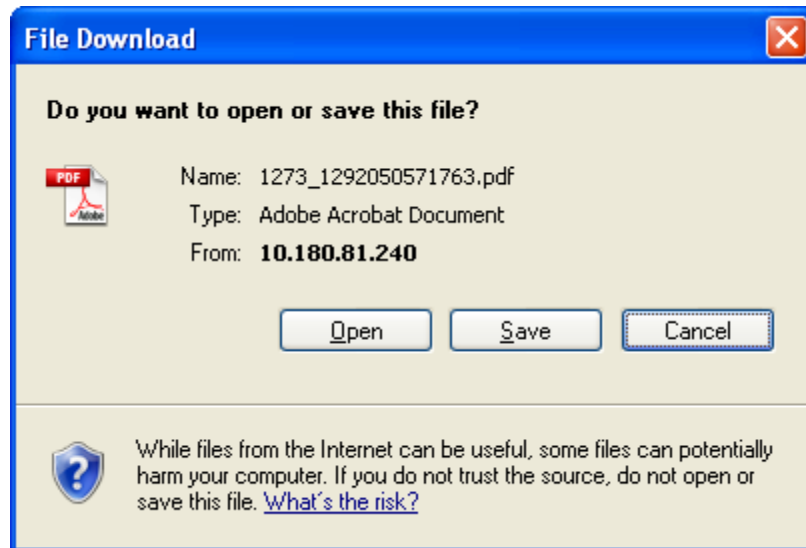 File Download
Do you want to open or save this file?
PDF
Adobe
Name: 1273_1292050571763.pdf
Type: Adobe Acrobat Document
From: 10.180.81.240
Open Save Cancel
While files from the Internet can be useful, some files can potentially
harm your computer. If you do not trust the source, do not open or
save this file. What's the risk?